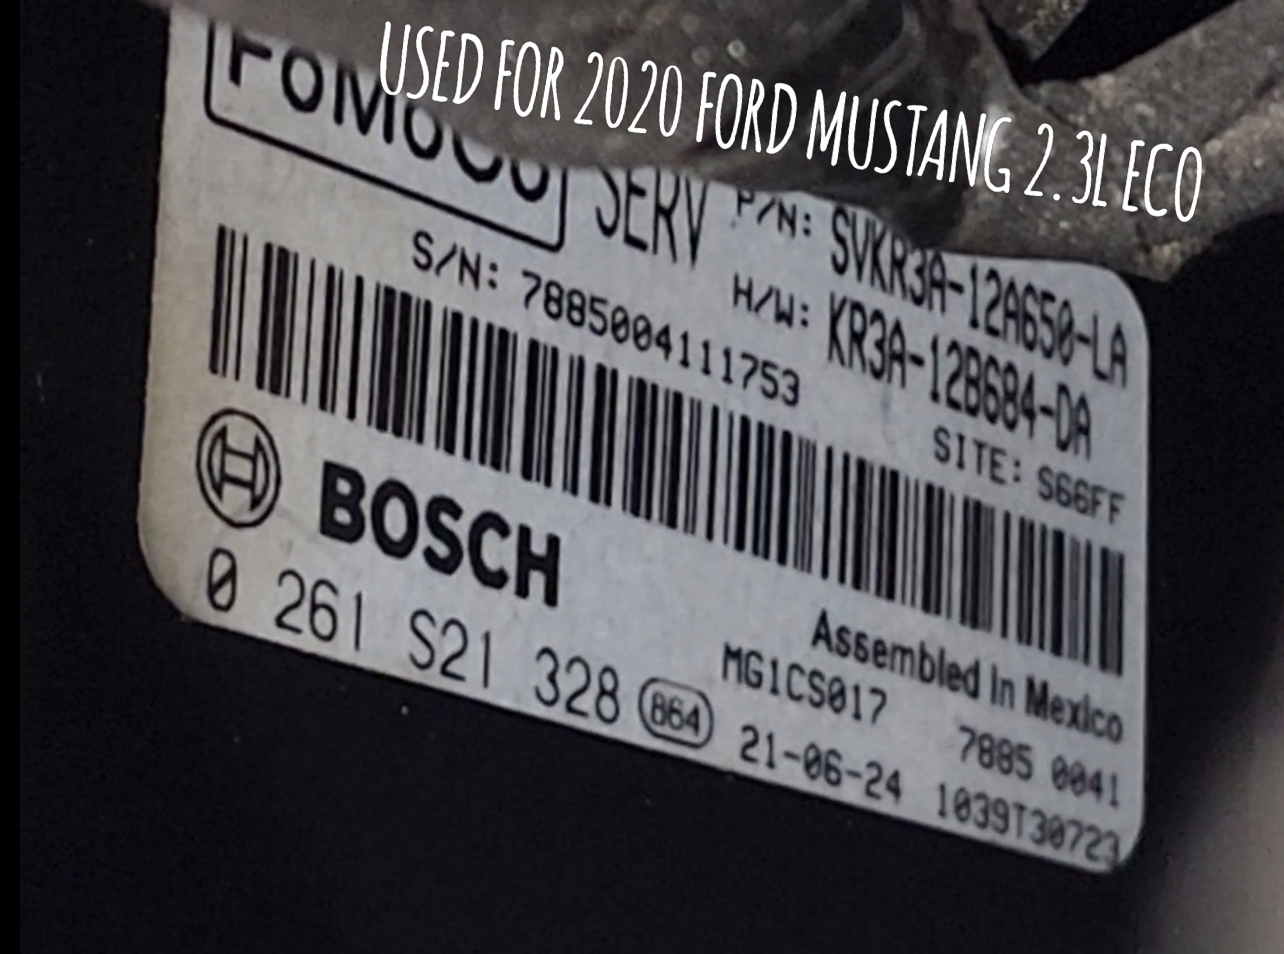 USED FOR 2020 FORD MUSTANG 2.3L ECO
FoMoCo SERV P/N: SVKR3A-12A650-LA
S/N: 7885004111753 H/W: KR3A-12B684-DA
SITE: S66FF
BOSCH
Assembled in Mexico
0 261 S21 328 864 MG1CS017 7885 0041
21-06-24 1039T30723